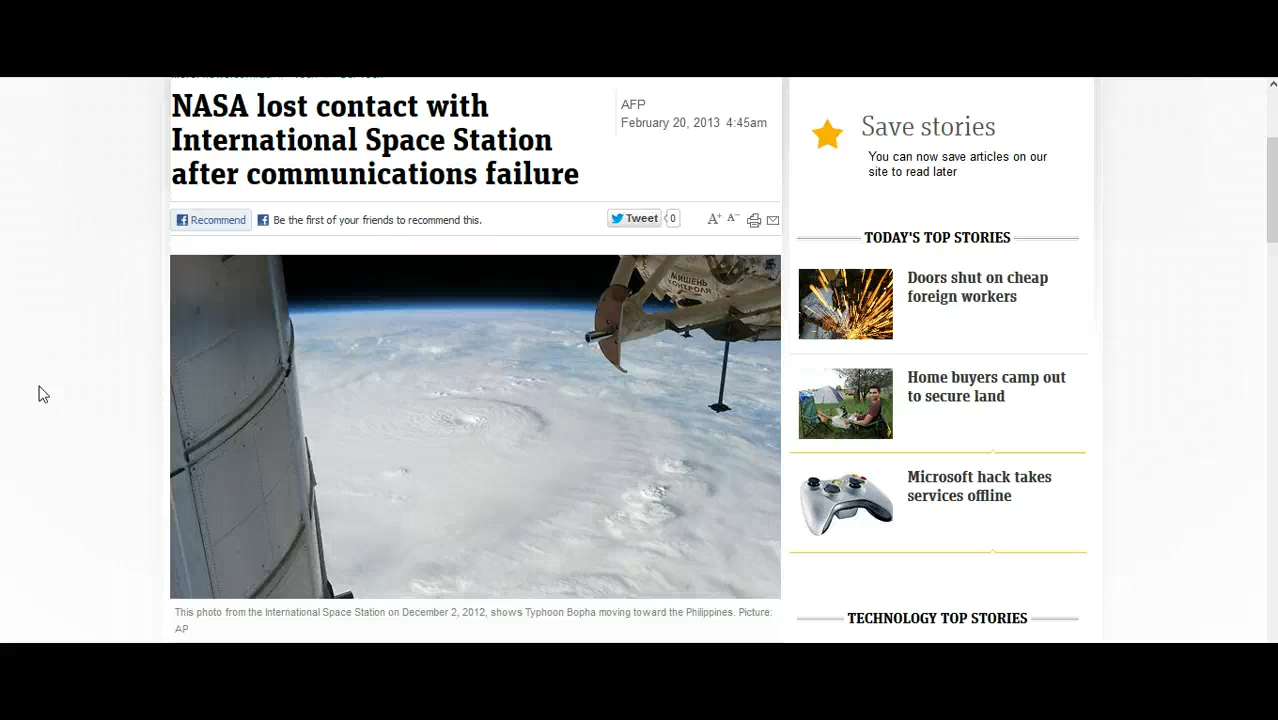 NASA lost contact with
International Space Station
after communications failure
AFP
February 20, 2013 4:45am
Recommend
Be the first of your friends to recommend this.
Tweet
0
A+ A−
МИШЕНЬ
КОНТРОЛЯ
This photo from the International Space Station on December 2, 2012, shows Typhoon Bopha moving toward the Philippines. Picture:
AP
Save stories
You can now save articles on our
site to read later
TODAY'S TOP STORIES
Doors shut on cheap
foreign workers
Home buyers camp out
to secure land
Microsoft hack takes
services offline
TECHNOLOGY TOP STORIES